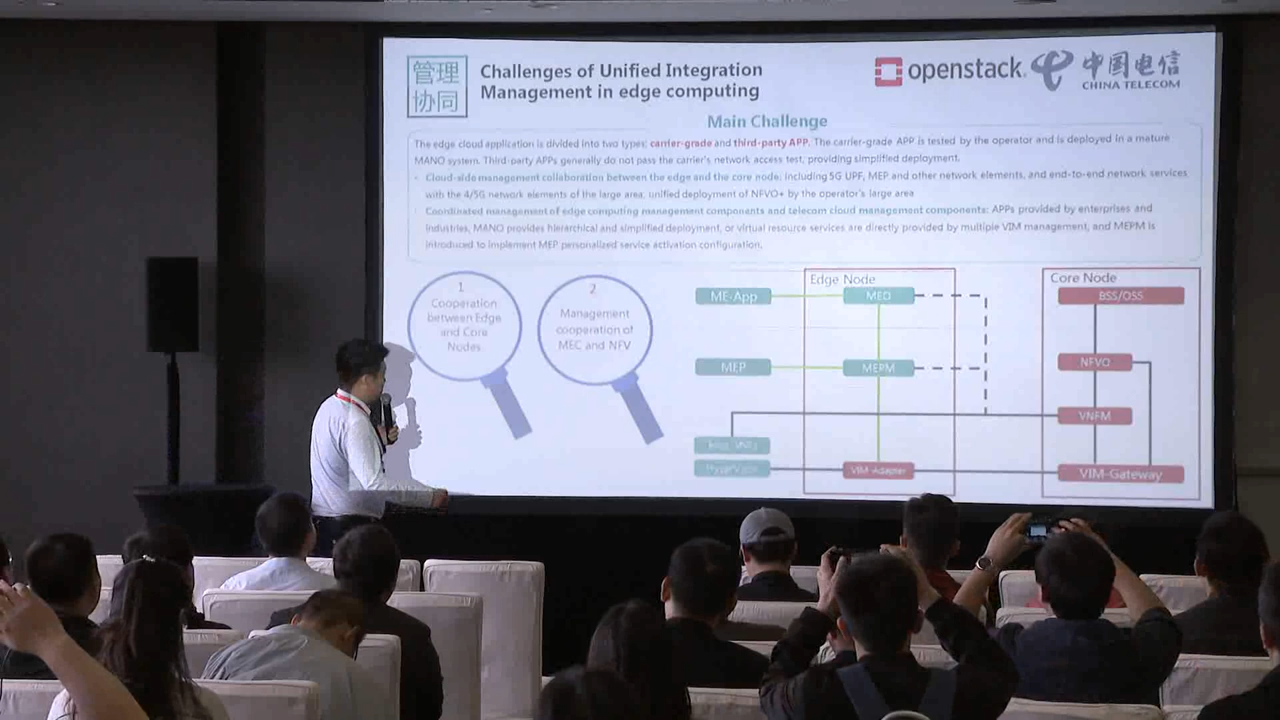 管理
协同
Challenges of Unified Integration
Management in edge computing
openstack.
中国电信
CHINA TELECOM
Main Challenge
The edge cloud application is divided into two types: carrier-grade and third-party APP. The carrier-grade APP is tested by the operator and is deployed in a mature
MANO system. Third-party APPs generally do not pass the carrier's network access test, providing simplified deployment.
Cloud-side management collaboration between the edge and the core node: including 5G UPF, MEP and other network elements, and end-to-end network services
with the 4/5G network elements of the large area, unified deployment of NFVO+ by the operator's large area
Coordinated management of edge computing management components and telecom cloud management components: APPs provided by enterprises and
industries, MANO provides hierarchical and simplified deployment, or virtual resource services are directly provided by multiple VIM management, and MEPM is
introduced to implement MEP personalized service activation configuration.
1
Cooperation
between Edge
and Core
Nodes
2
Management
cooperation of
MEC and NFV
Edge Node
Core Node
ME-App
MEO
BSS/OSS
MEP
MEPM
NFVO
VNFM
VIM-Adapter
VIM-Gateway